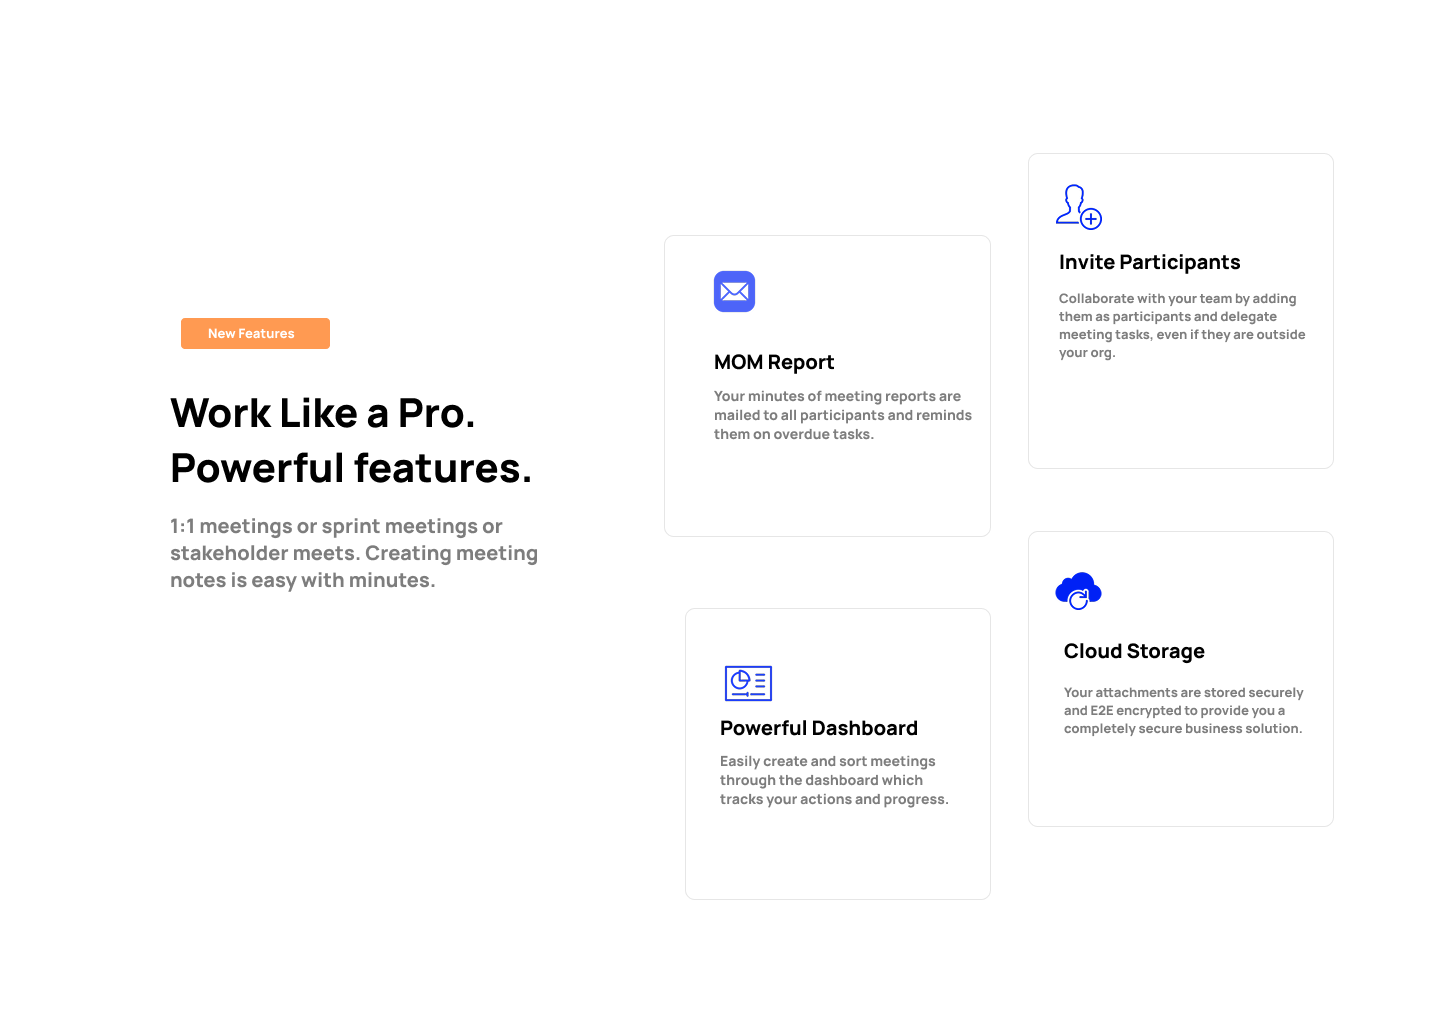 New Features
Work Like a Pro.
Powerful features.
1:1 meetings or sprint meetings or
stakeholder meets. Creating meeting
notes is easy with minutes.
MOM Report
Your minutes of meeting reports are
mailed to all participants and reminds
them on overdue tasks.
Invite Participants
Collaborate with your team by adding
them as participants and delegate
meeting tasks, even if they are outside
your org.
Powerful Dashboard
Easily create and sort meetings
through the dashboard which
tracks your actions and progress.
Cloud Storage
Your attachments are stored securely
and E2E encrypted to provide you a
completely secure business solution.